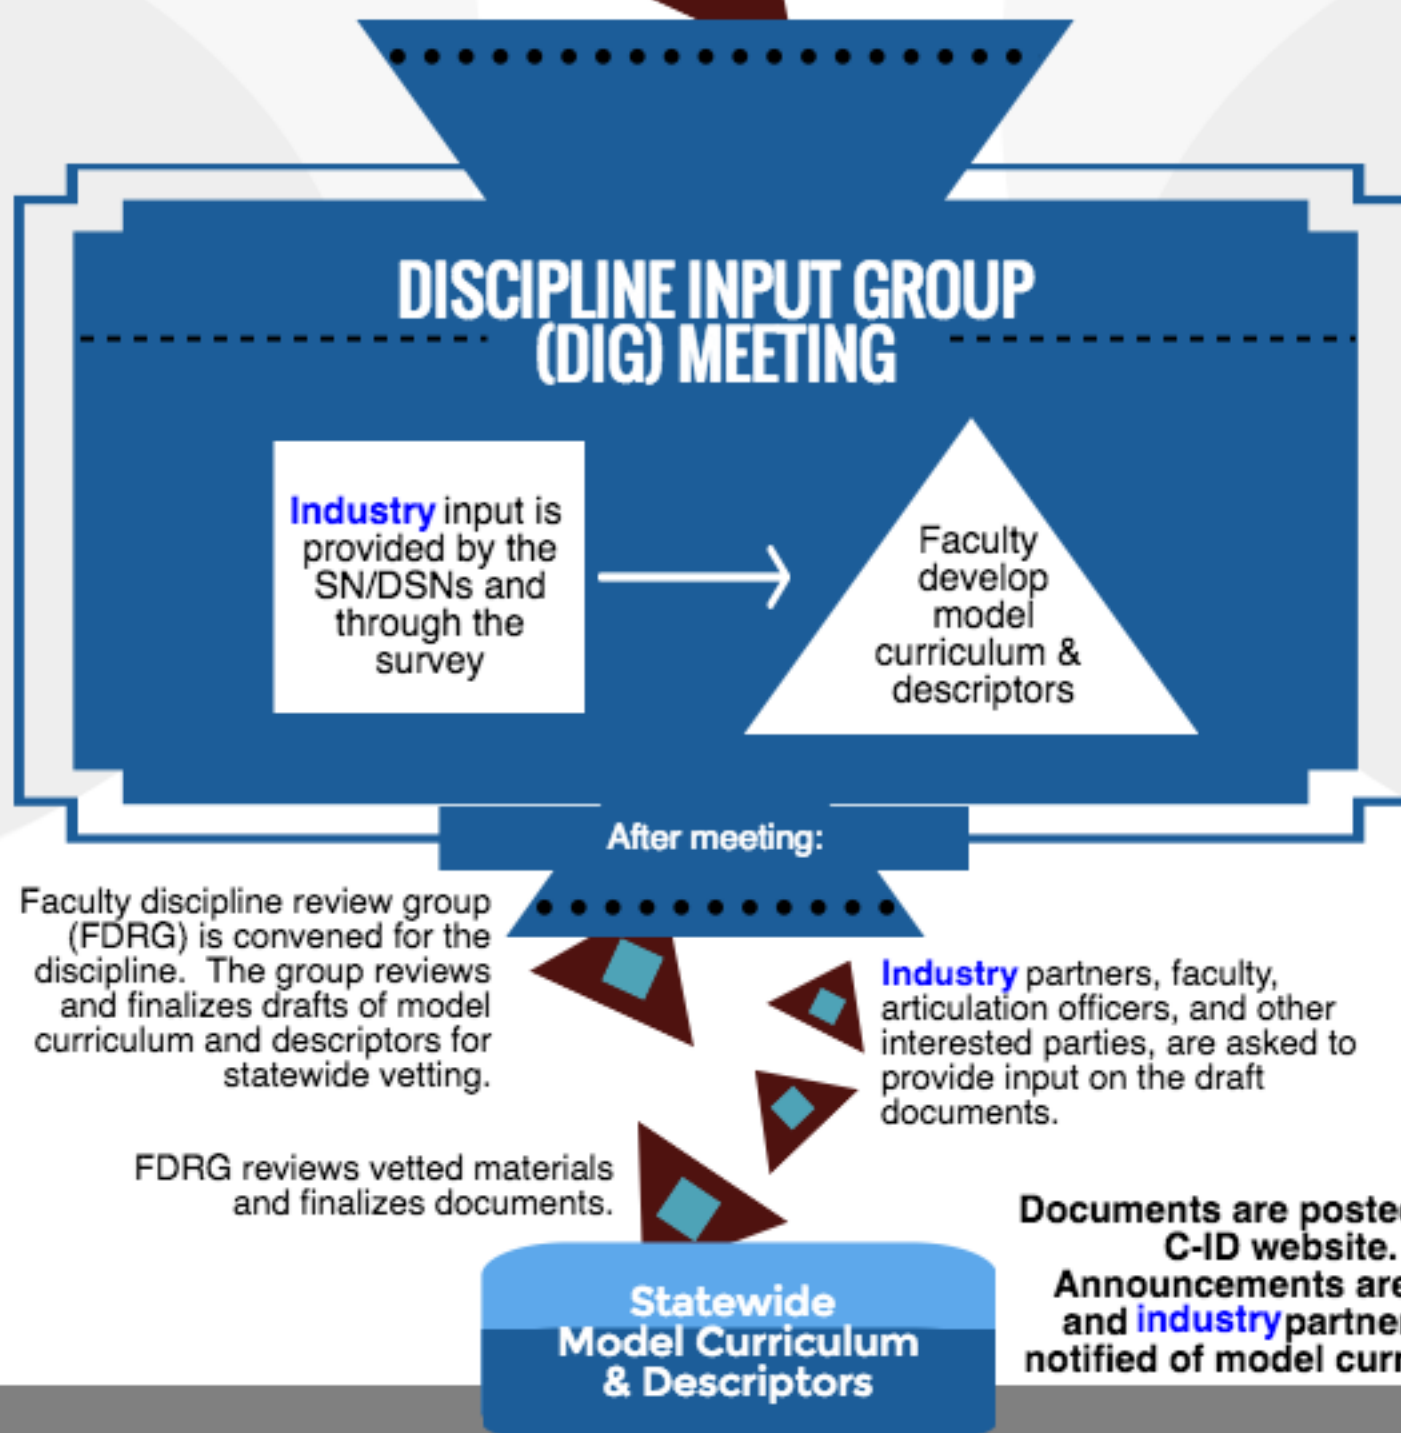 DISCIPLINE INPUT GROUP
(DIG) MEETING
Industry input is
provided by the
SN/DSNs and
through the
survey
Faculty
develop
model
curriculum &
descriptors
After meeting:
Faculty discipline review group
(FDRG) is convened for the
discipline. The group reviews
and finalizes drafts of model
curriculum and descriptors for
statewide vetting.
Industry partners, faculty,
articulation officers, and other
interested parties, are asked to
provide input on the draft
documents.
FDRG reviews vetted materials
and finalizes documents.
Documents are
C-ID website.
Announcements are
and industry
notified of model
Statewide
Model Curriculum
& Descriptors